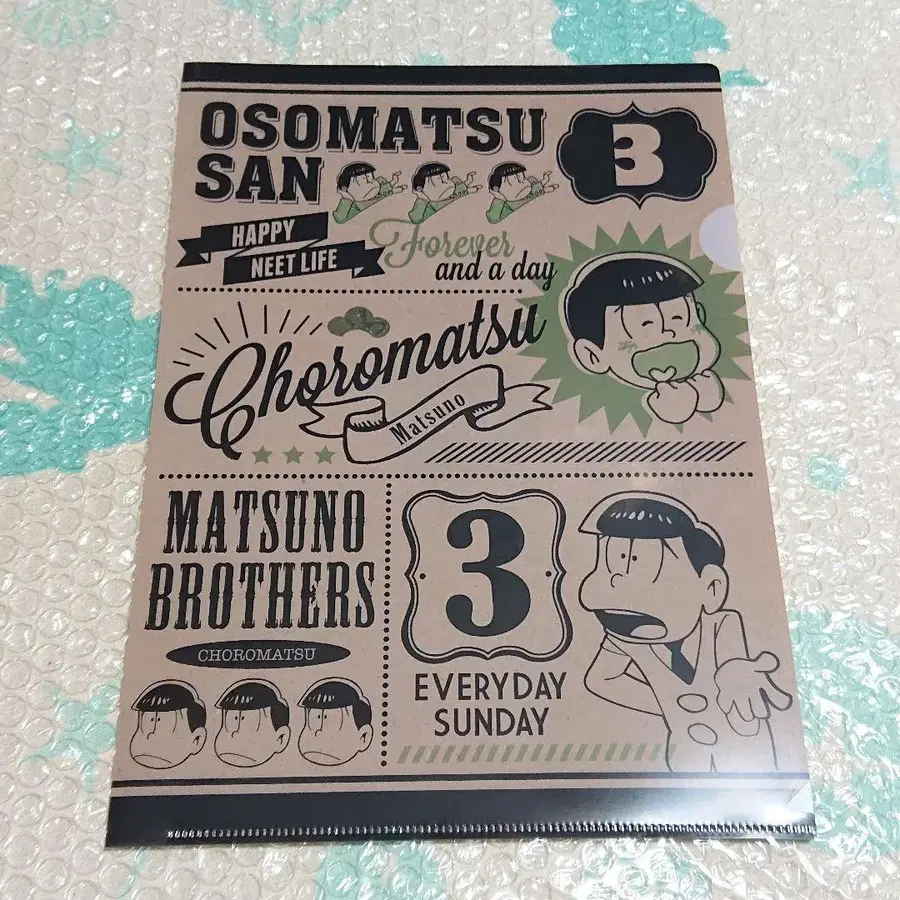 OSOMATSU
SAN
3
HAPPY
NEET LIFE
Forever
and a day
Choromatsu
Matsuno
MATSUNO
BROTHERS
CHOROMATSU
3
EVERYDAY
SUNDAY